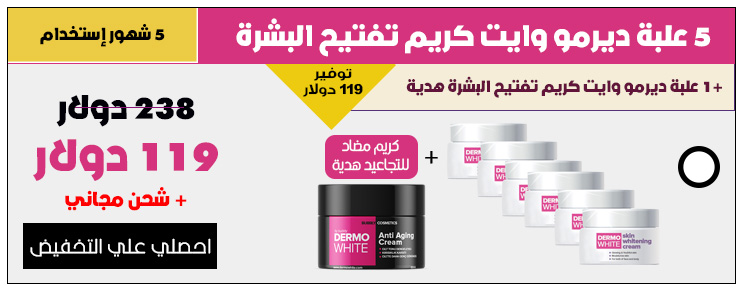 5 علبة ديرمو وايت كريم تفتيح البشرة
5 شهور إستخدام
+1 علبة ديرمو وايت كريم تفتيح البشرة هدية
توفير
119 دولار
238 دولار
119 دولار
+ شحن مجاني
احصلي علي التخفيض
كريم مضاد
للتجاعيد هدية
+
DERMO
WHITE
Anti Aging
Cream
DERMO
WHITE
DERMO
WHITE
skin
whitening
cream